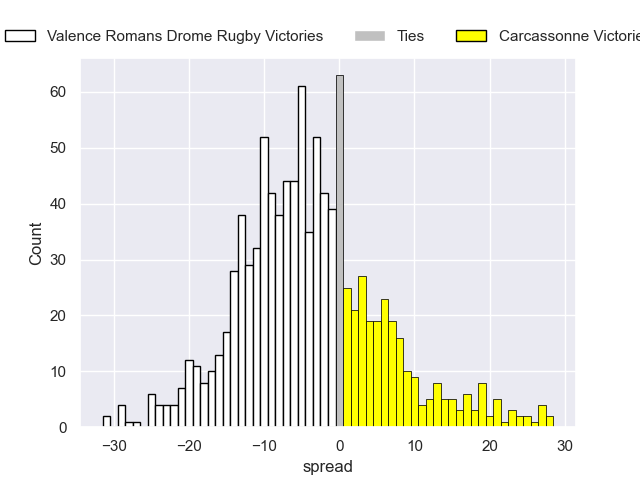 Valence Romans Drome Rugby Victories Ties Carcassonne Victorie
60
50
40
30
20
10
0
Count
−30 −20 −10 0 10 20 30
spread